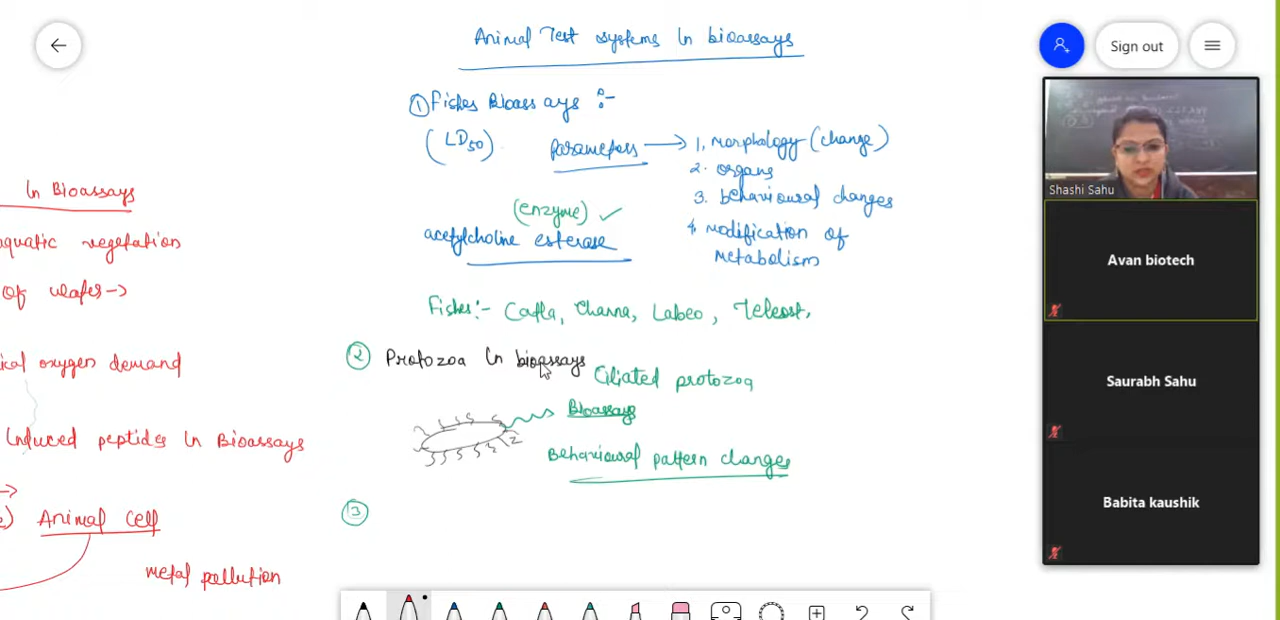 Animal Test systems In bioassays
Sign out
① Fishes Bioassays :-
(LD50) parameters → 1. morphology (change)
2. organs
3. behavioural changes
4. modification of
metabolism
(enzyme) ✓
acetylcholine esterase
Fishes:- Catla, Channa, Labeo, Teleost.
② Protozoa In bioassays
Ciliated protozoa
Bioassays
Behavioural pattern changes
③
In Bioassays
aquatic vegetation
of water→
ical oxygen demand
Induced peptides In Bioassays
→
) Animal Cell
metal pollution
Shashi Sahu
Avan biotech
Saurabh Sahu
Babita kaushik